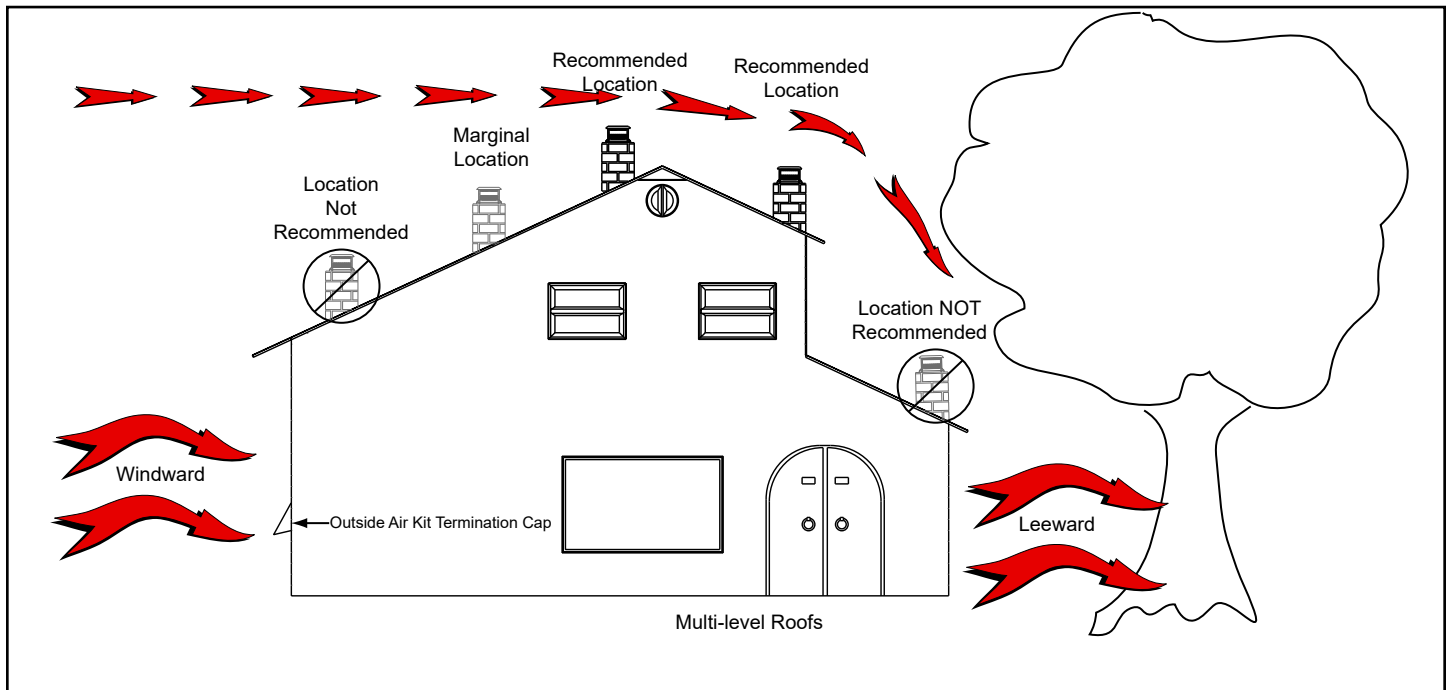 Recommended
Location
Recommended
Location
Marginal
Location
Location
Not
Recommended
Location NOT
Recommended
Windward
Outside Air Kit Termination Cap
Leeward
Multi-level Roofs